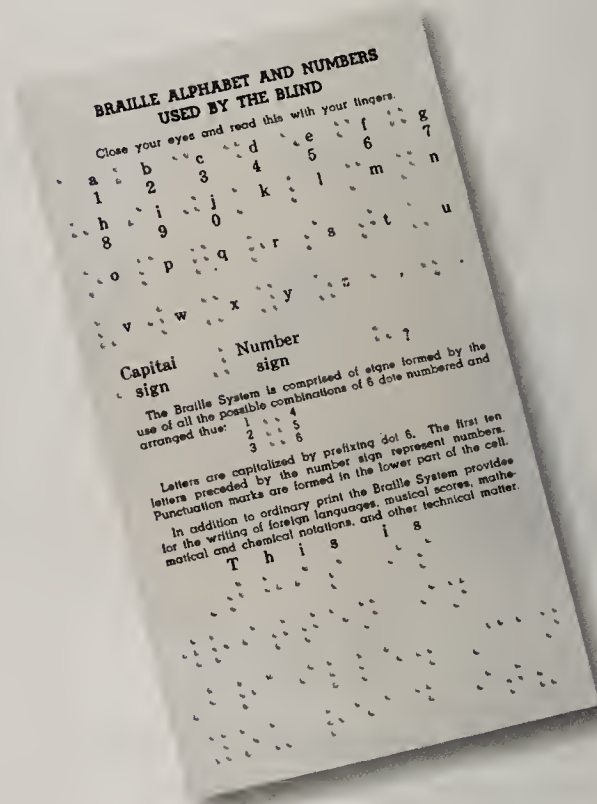 BRAILLE ALPHABET AND NUMBERS
USED BY THE BLIND
Close your eyes and read this with your fingers.
a b c d e f g
1 2 3 4 5 6 7
h i j k l m n
8 9 0
o p q r s t u
v w x y z , .
Capital sign Number sign ?
The Braille System is comprised of signs formed by the
use of all the possible combinations of 6 dots numbered and
arranged thus: 1 4
2 5
3 6
Letters are capitalized by prefixing dot 6. The first ten
letters preceded by the number sign represent numbers.
Punctuation marks are formed in the lower part of the cell.
In addition to ordinary print the Braille System provides
for the writing of foreign languages, musical scores, mathe-
matical and chemical notations, and other technical matter.
T h i s i s